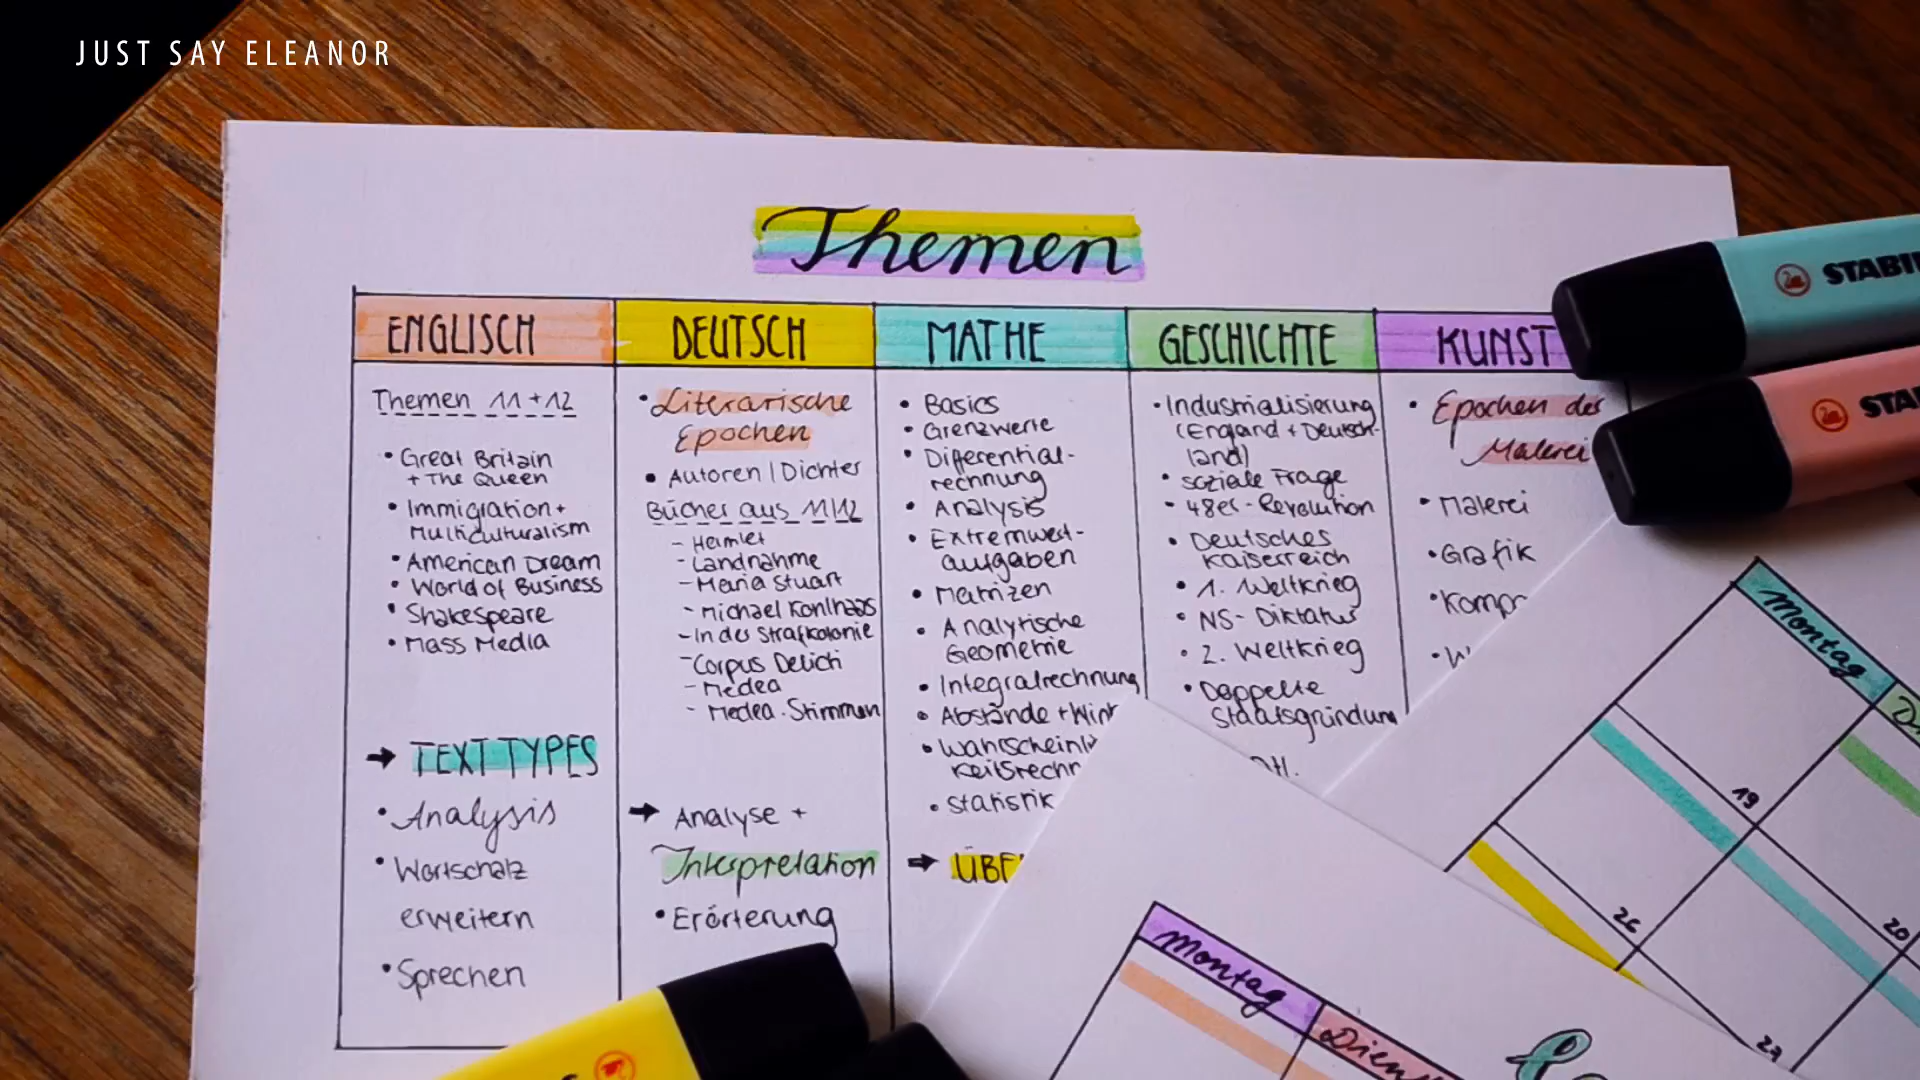 JUST SAY ELEANOR
Themen
ENGLISCH
Themen 11+12
• Great Britain
+ The Queen
• Immigration +
Multiculturalism
• American Dream
• World of Business
• Shakespeare
• Mass Media
→ TEXT TYPES
• Analysis
• Wortschatz
erweitern
• Sprechen
DEUTSCH
• Literarische
Epochen
• Autoren / Dichter
Bücher aus 11/12
- Hamlet
- Landnahme
- Maria Stuart
- Michael Kohlhaas
- In der Strafkolonie
- Corpus Delicti
- Medea
- Medea. Stimmen
→ Analyse +
Interpretation
• Erörterung
MATHE
• Basics
• Grenzwerte
• Differential-
rechnung
• Analysis
• Extremwert-
aufgaben
• Matrizen
• Analytische
Geometrie
• Integralrechnung
• Abstände +
• Statistik
→
GESCHICHTE
• Industrialisierung
(England + Deutsch-
land)
• soziale Frage
• 48er-Revolution
• Deutsches
Kaiserreich
• 1. Weltkrieg
• NS-Diktatur
• 2. Weltkrieg
• Doppelte
Staatsgründung
KUNST
• Epochen der
Malerei
• Malerei
• Grafik
STABI
STA
Montag
19
26
20
27
Montag